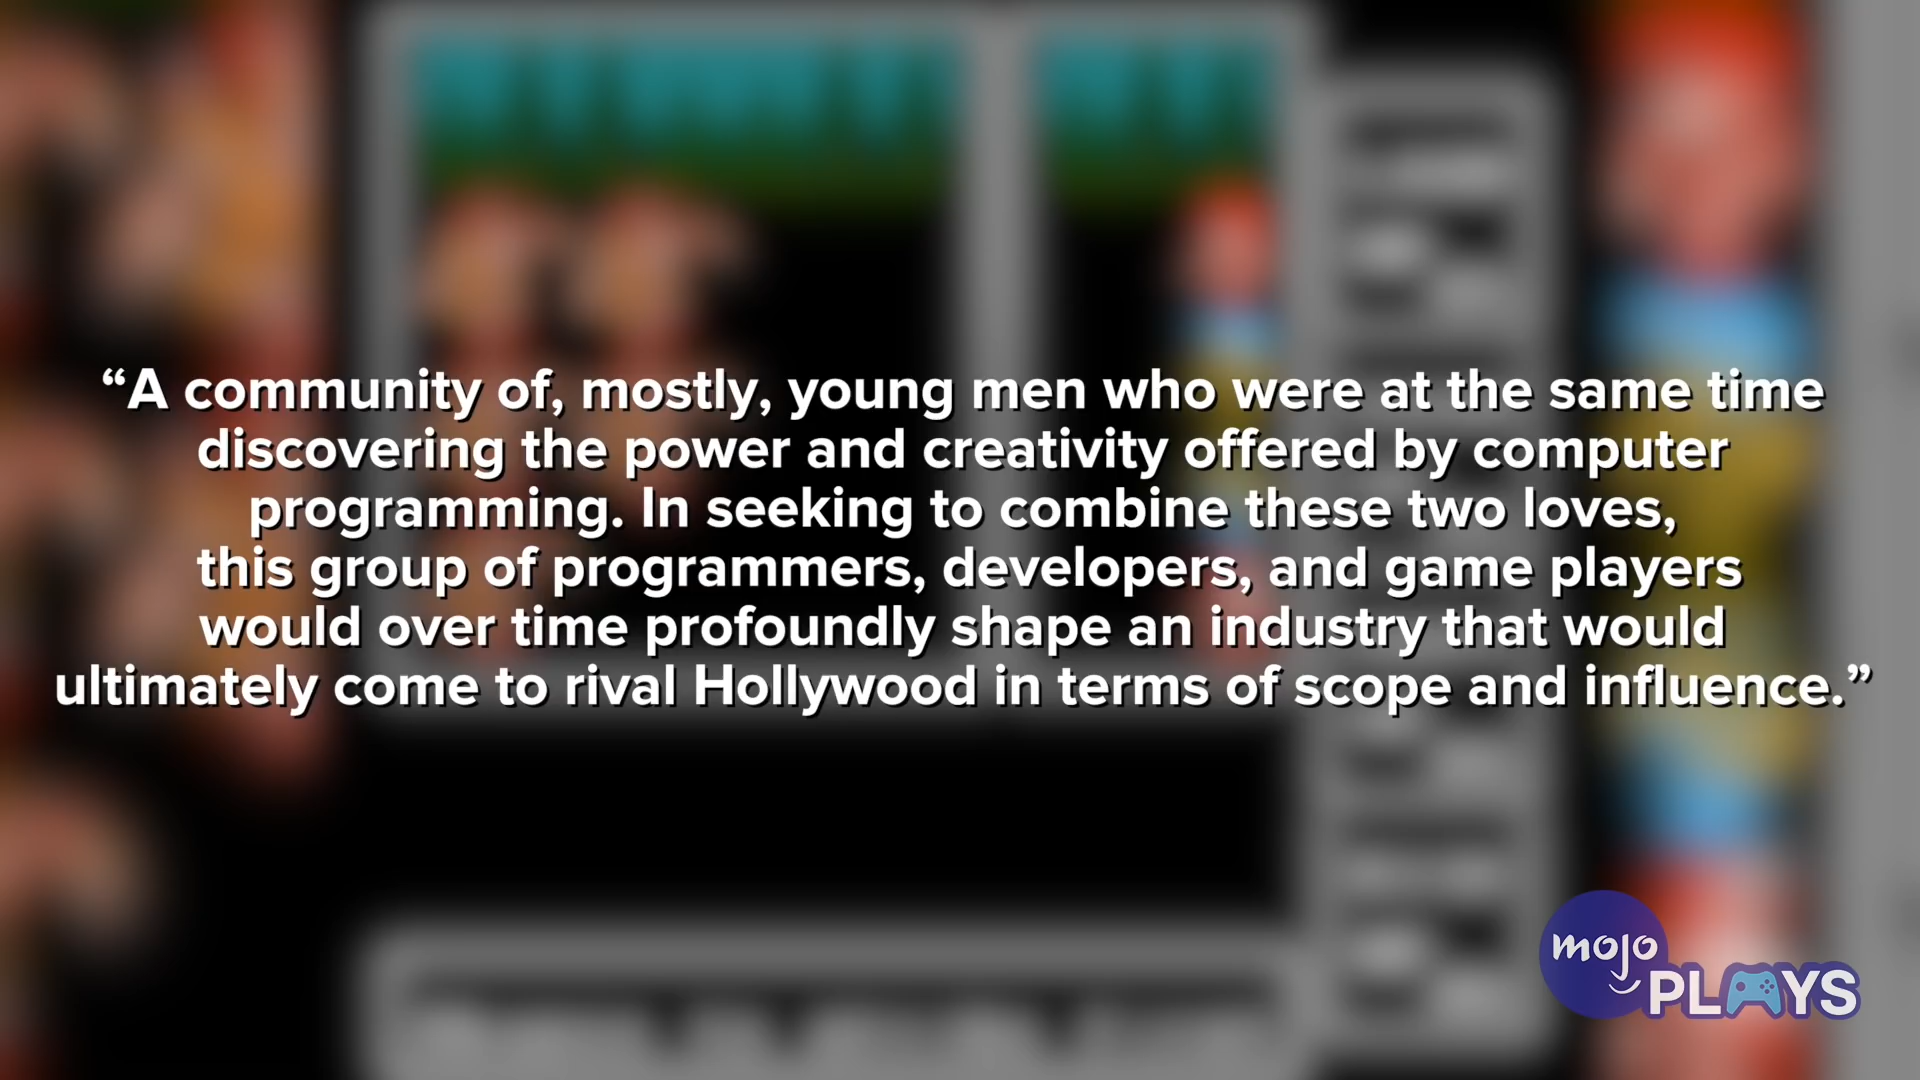 “A community of, mostly, young men who were at the same time
discovering the power and creativity offered by computer
programming. In seeking to combine these two loves,
this group of programmers, developers, and game players
would over time profoundly shape an industry that would
ultimately come to rival Hollywood in terms of scope and influence.”
mojo
PLAYS